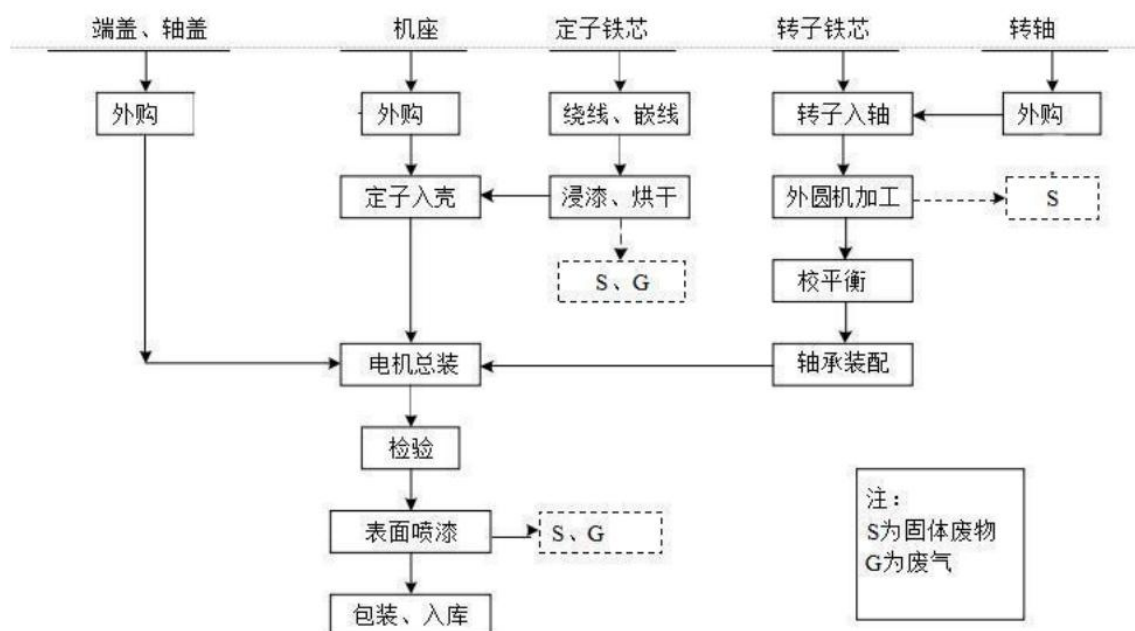 端盖、轴盖
机座
定子铁芯
转子铁芯
转轴
外购
外购
绕线、嵌线
转子入轴
外购
定子入壳
浸漆、烘干
外圆机加工
S
S、G
校平衡
电机总装
轴承装配
检验
表面喷漆
S、G
包装、入库
注：
S为固体废物
G为废气